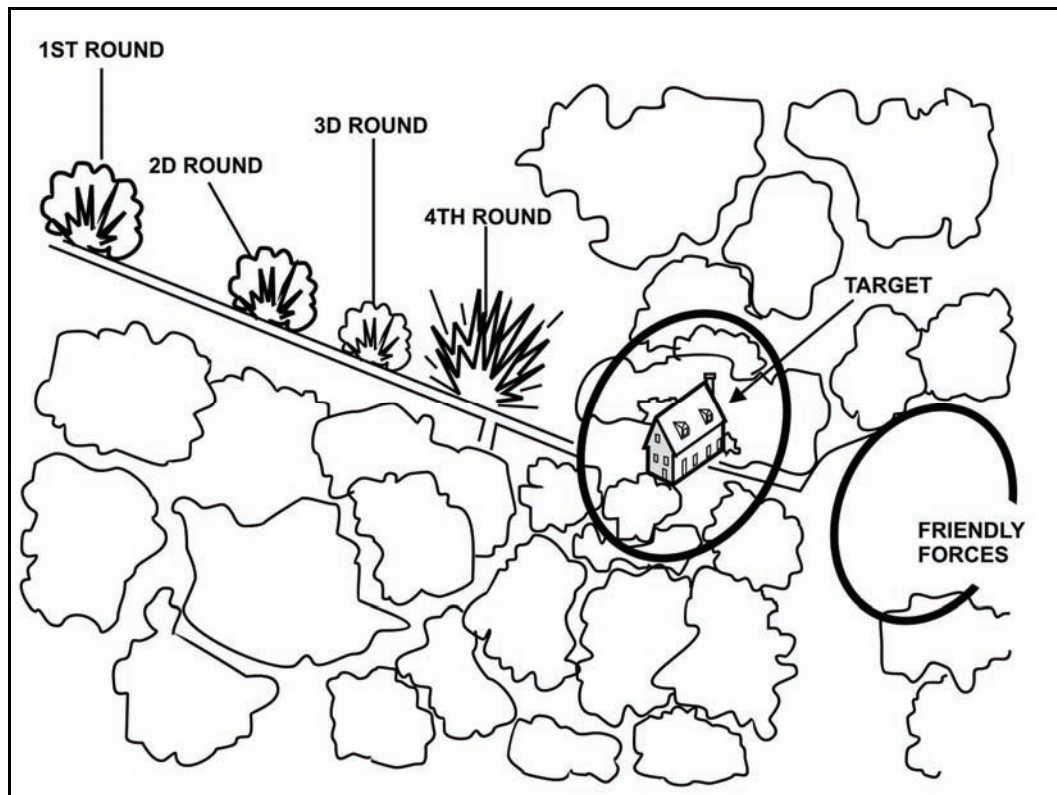 1ST ROUND
2D ROUND
3D ROUND
4TH ROUND
TARGET
FRIENDLY
FORCES